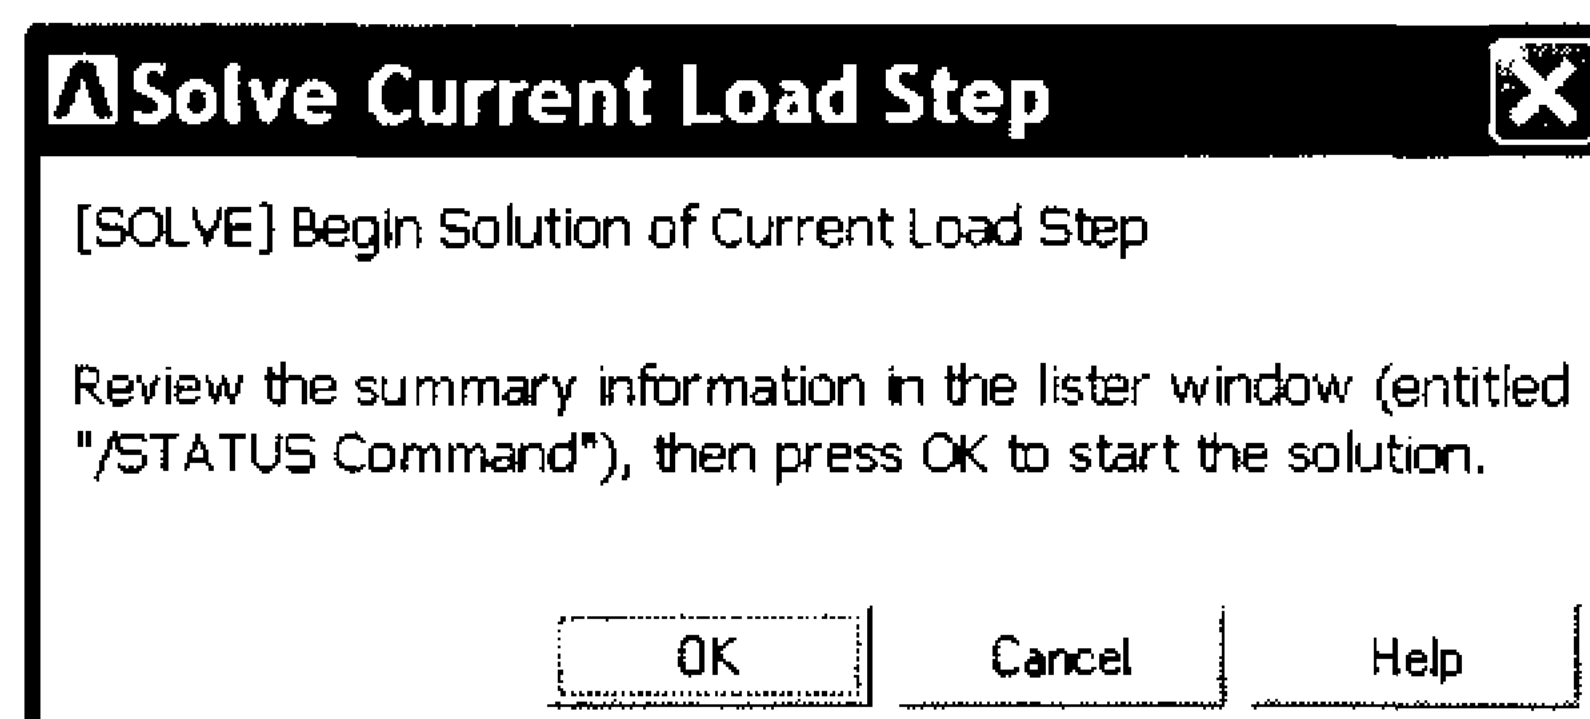 Solve Current Load Step
[SOLVE] Begin Solution of Current Load Step
Review the summary information in the lister window (entitled
"/STATUS Command"), then press OK to start the solution.
OK Cancel Help